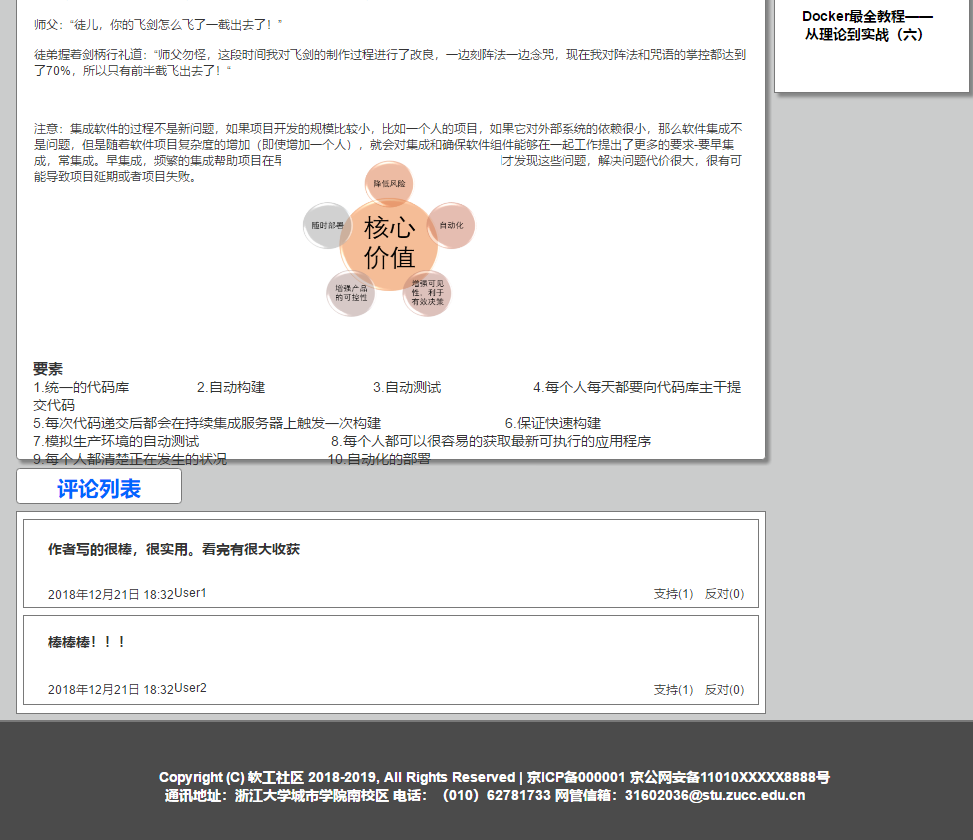 师父：“徒儿，你的飞剑怎么飞了一截出去了！”
Docker最全教程——
从理论到实战（六）
徒弟握着剑柄行礼道：“师父勿怪，这段时间我对飞剑的制作过程进行了改良，一边刻阵法一边念咒，现在我对阵法和咒语的掌控都达到
了70%，所以只有前半截飞出去了！“
注意：集成软件的过程不是新问题，如果项目开发的规模比较小，比如一个人的项目，如果它对外部系统的依赖很小，那么软件集成不
是问题，但是随着软件项目复杂度的增加（即使增加一个人），就会对集成和确保软件组件能够在一起工作提出了更多的要求-要早集
成，常集成。早集成，频繁的集成帮助项目在早 才发现这些问题，解决问题代价很大，很有可
能导致项目延期或者项目失败。
降低风险
随时部署
自动化
核心
价值
增强产品
的可控性
增强可见
性、利于
有效决策
要素
1.统一的代码库 2.自动构建 3.自动测试 4.每个人每天都要向代码库主干提
交代码
5.每次代码递交后都会在持续集成服务器上触发一次构建 6.保证快速构建
7.模拟生产环境的自动测试 8.每个人都可以很容易的获取最新可执行的应用程序
9.每个人都清楚正在发生的状况 10.自动化的部署
评论列表
作者写的很棒，很实用。看完有很大收获
2018年12月21日 18:32User1 支持(1) 反对(0)
棒棒棒！！！
2018年12月21日 18:32User2 支持(1) 反对(0)
Copyright (C) 软工社区 2018-2019, All Rights Reserved | 京ICP备000001 京公网安备11010XXXXX8888号
通讯地址：浙江大学城市学院南校区 电话：（010）62781733 网管信箱：31602036@stu.zucc.edu.cn